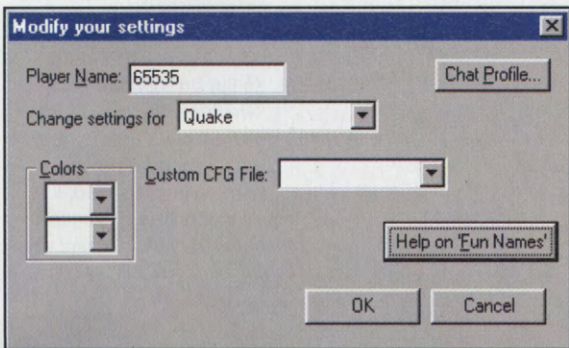 Modify your settings
Player Name: 65535
Chat Profile...
Change settings for Quake
Colors
Custom CFG File:
Help on 'Fun Names'
OK Cancel